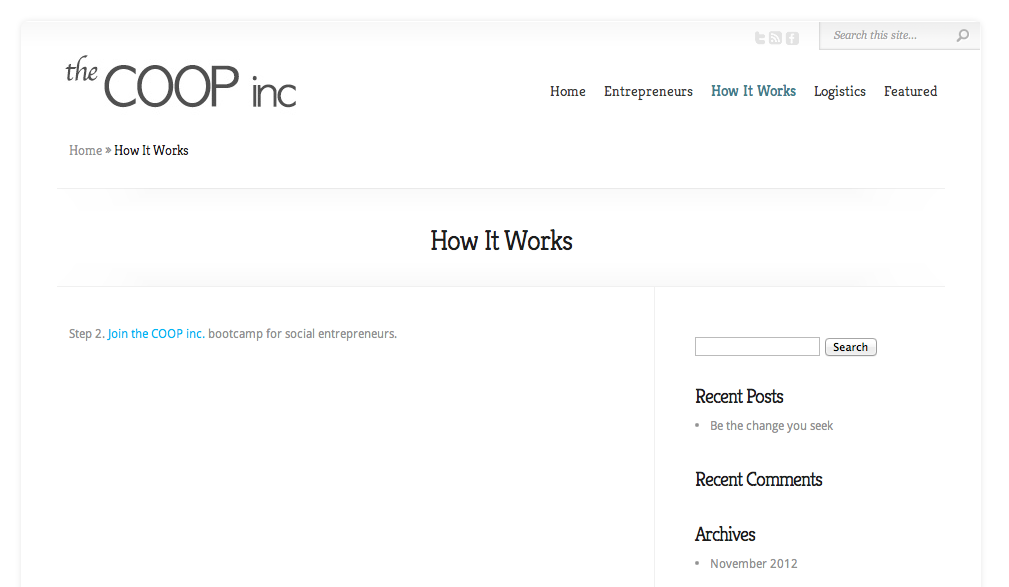 Search this site...
the COOP inc
Home Entrepreneurs How It Works Logistics Featured
Home » How It Works
How It Works
Step 2. Join the COOP inc. bootcamp for social entrepreneurs.
Search
Recent Posts
• Be the change you seek
Recent Comments
Archives
• November 2012